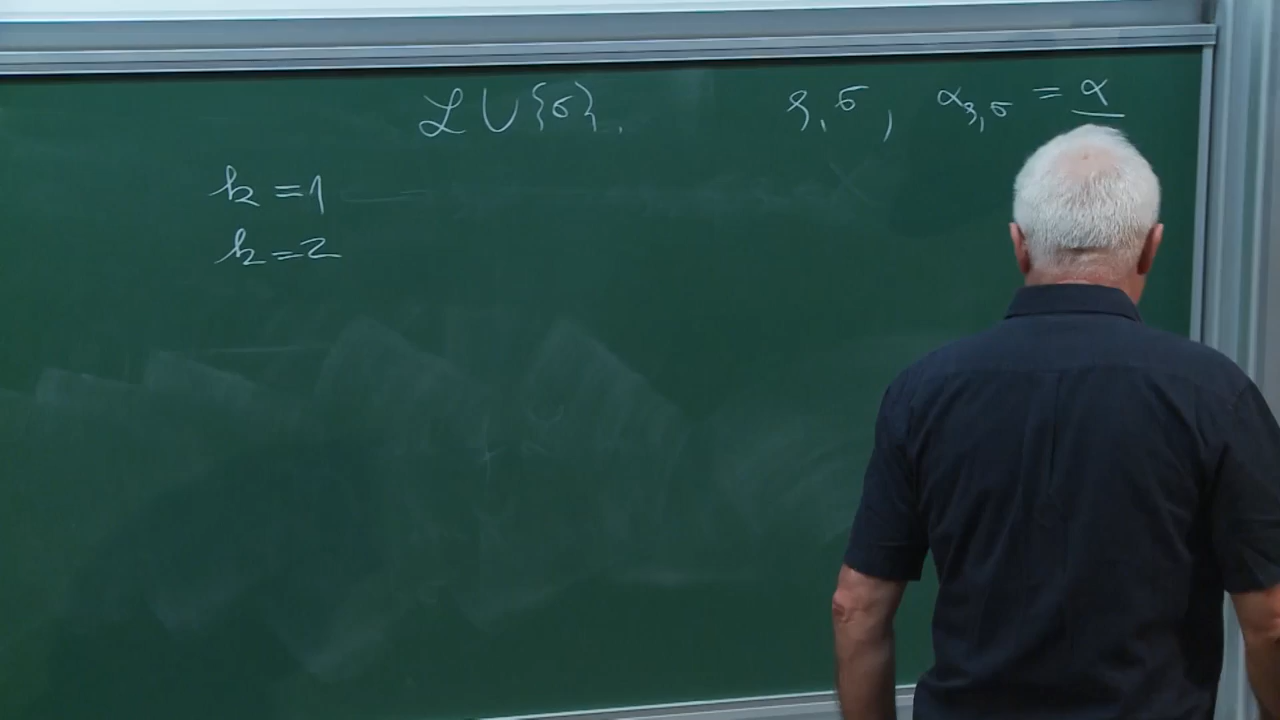 ℒ ∪ {σ}. ϱ, σ, α_{ϱ,σ} = α
k = 1
k = 2